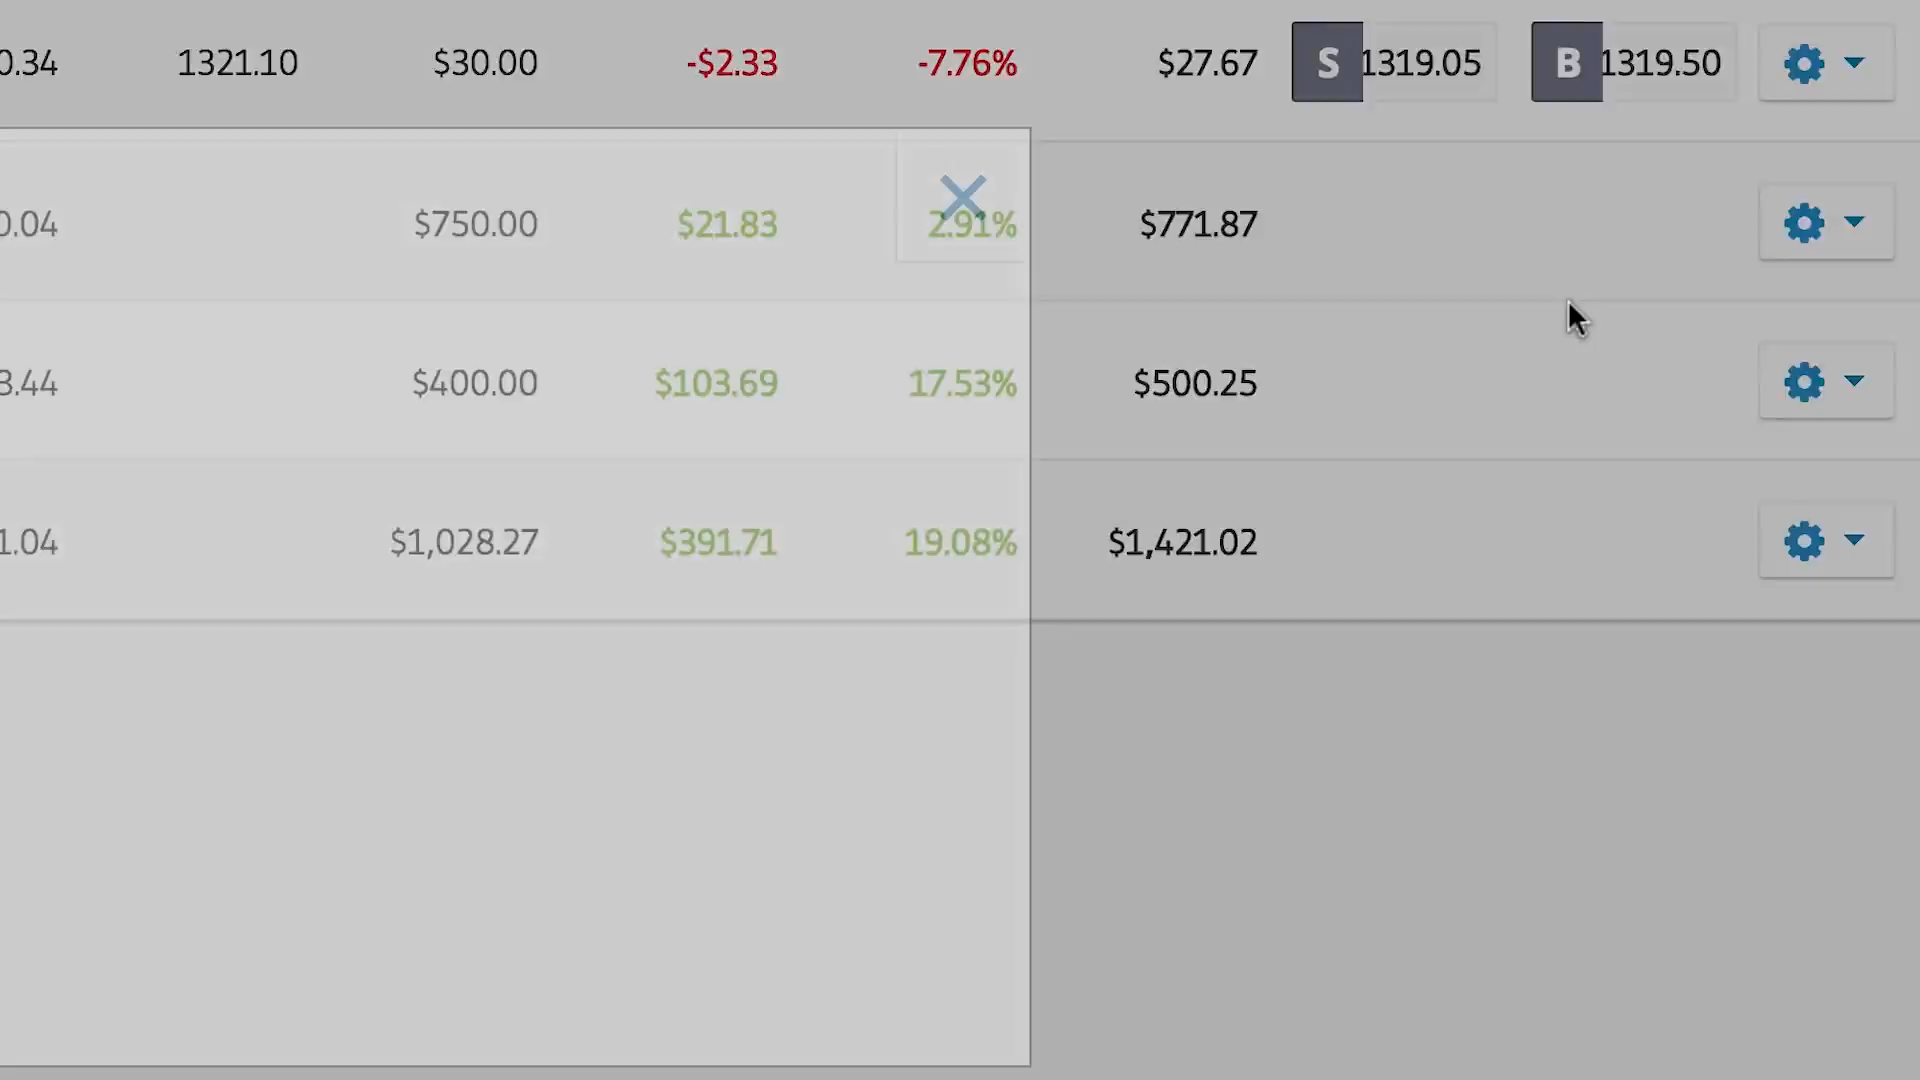 0.34 1321.10 $30.00 -$2.33 -7.76% $27.67 S 1319.05 B 1319.50
0.04 $750.00 $21.83 2.91% $771.87
3.44 $400.00 $103.69 17.53% $500.25
1.04 $1,028.27 $391.71 19.08% $1,421.02